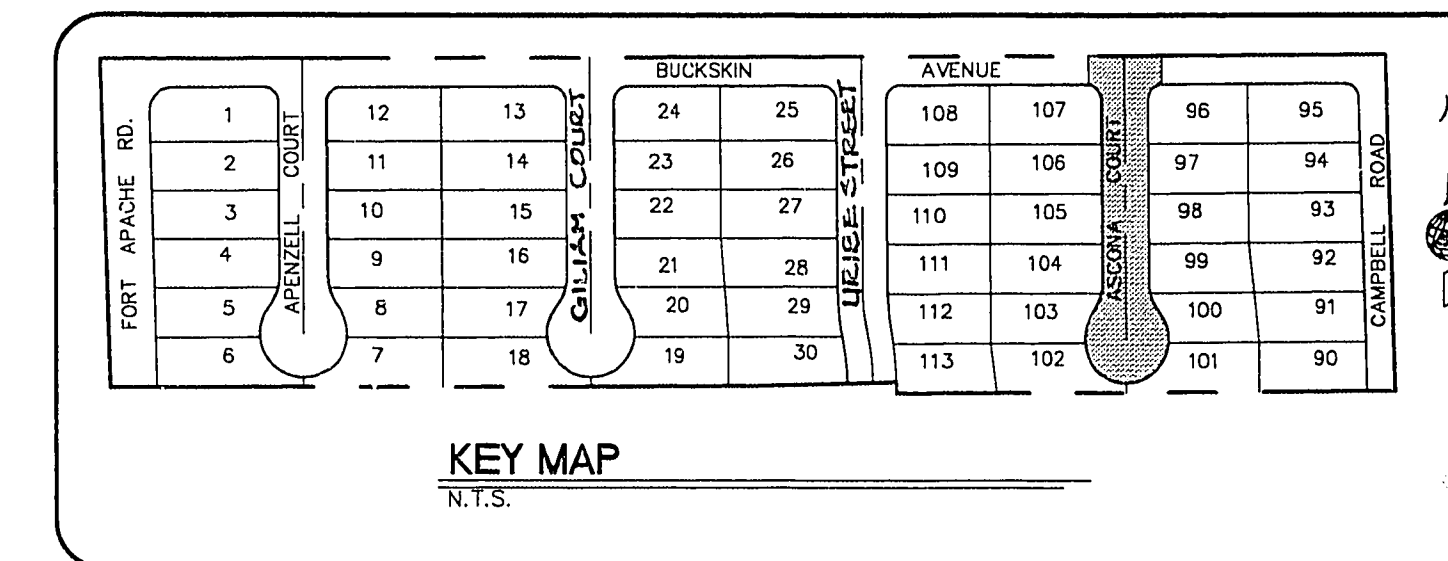 BUCKSKIN AVENUE
FORT APACHE RD.
APENZELL COURT
GILIAM COURT
URIBE STREET
ASCONA COURT
CAMPBELL ROAD
1 12 13 24 25 108 107 96 95
2 11 14 23 26 109 106 97 94
3 10 15 22 27 110 105 98 93
4 9 16 21 28 111 104 99 92
5 8 17 20 29 112 103 100 91
6 7 18 19 30 113 102 101 90
KEY MAP
N.T.S.